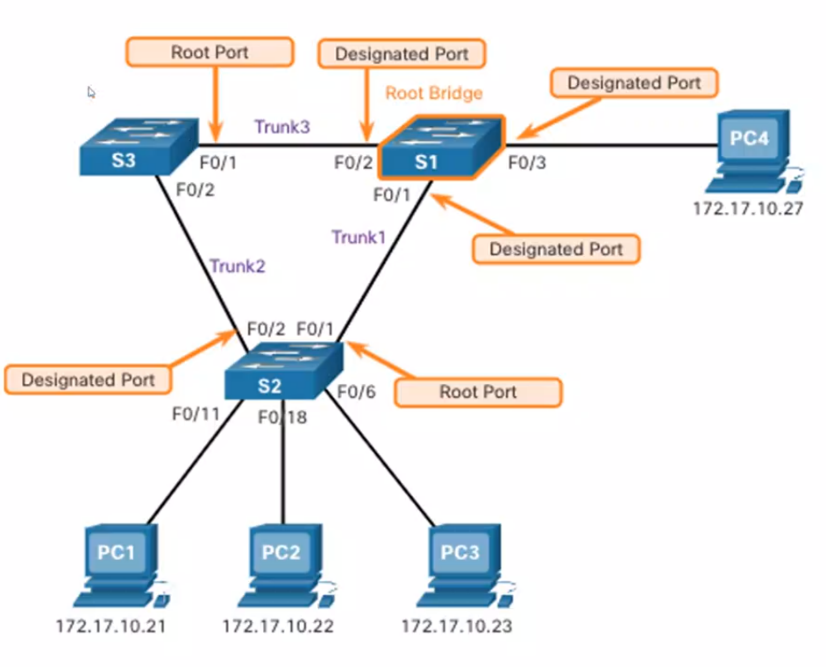 Root Port
Designated Port
Root Bridge
Designated Port
Trunk3
S3
F0/1
F0/2
S1
F0/3
PC4
F0/2
F0/1
172.17.10.27
Trunk1
Designated Port
Trunk2
F0/2 F0/1
Designated Port
S2
F0/6
Root Port
F0/11
F0/18
PC1
PC2
PC3
172.17.10.21
172.17.10.22
172.17.10.23